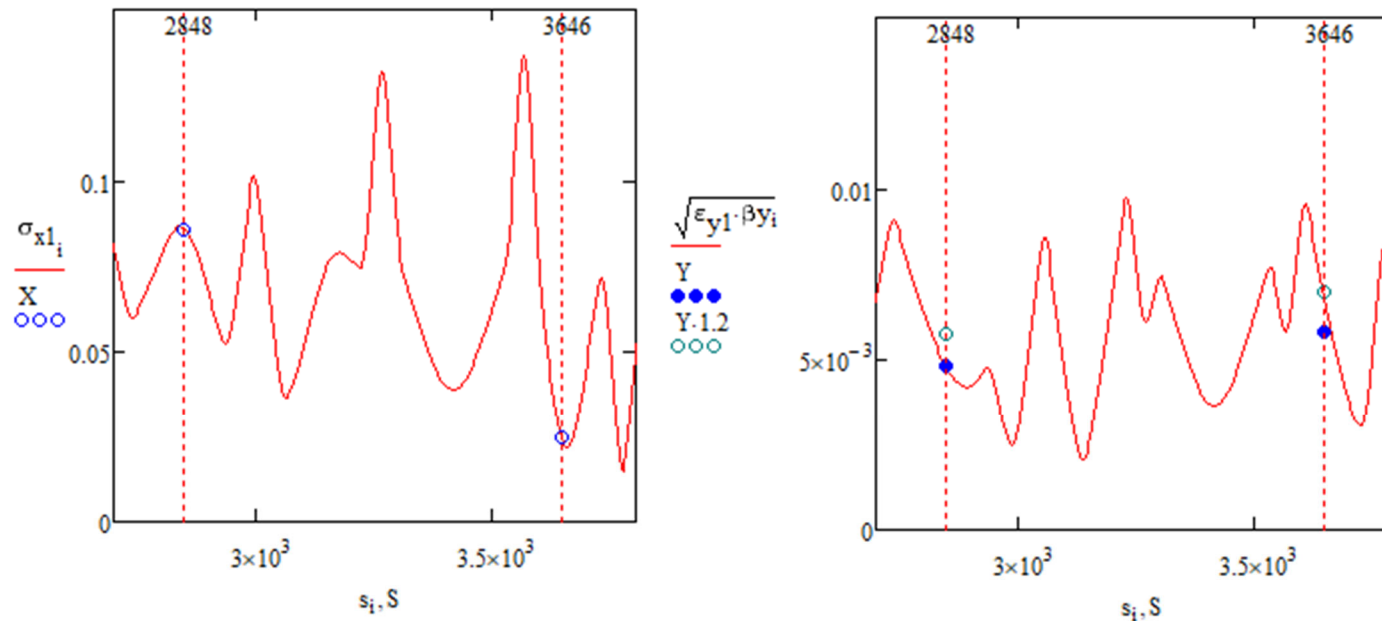 2848
3646
0.1
σx1i
X
0.05
0
3×10³
3.5×10³
si, S
2848
3646
0.01
√εy1·βyi
Y
Y·1.2
5×10⁻³
0
3×10³
3.5×10³
si, S